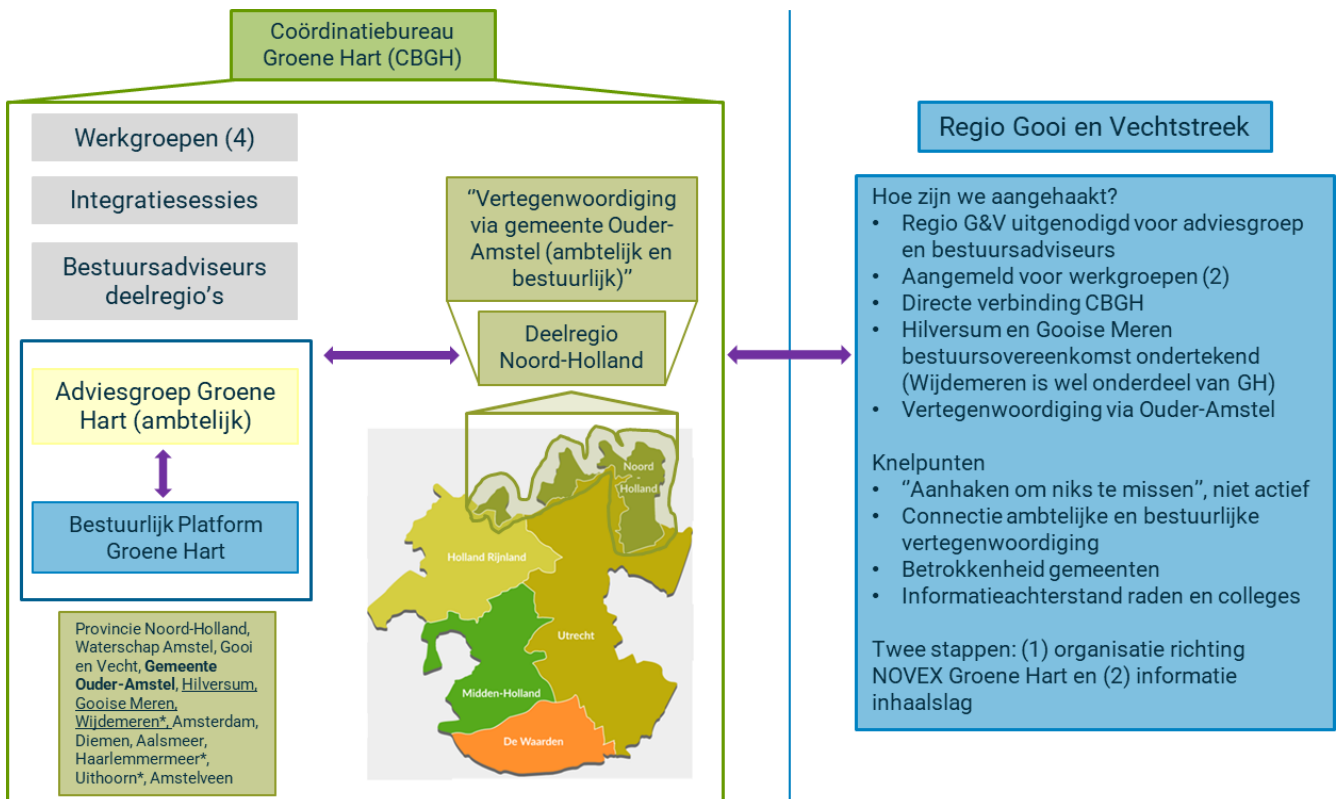 Coördinatiebureau
Groene Hart (CBGH)
Werkgroepen (4)
Integratiesessies
Bestuursadviseurs
deelregio's
Adviesgroep Groene
Hart (ambtelijk)
Bestuurlijk Platform
Groene Hart
Provincie Noord-Holland,
Waterschap Amstel, Gooi
en Vecht, Gemeente
Ouder-Amstel, Hilversum,
Gooise Meren,
Wijdemeren*, Amsterdam,
Diemen, Aalsmeer,
Haarlemmermeer*,
Uithoorn*, Amstelveen
"Vertegenwoordiging
via gemeente Ouder-
Amstel (ambtelijk en
bestuurlijk)"
Deelregio
Noord-Holland
Noord
Holland
Holland Rijnland
Utrecht
Midden-Holland
De Waarden
Regio Gooi en Vechtstreek
Hoe zijn we aangehaakt?
• Regio G&V uitgenodigd voor adviesgroep
en bestuursadviseurs
• Aangemeld voor werkgroepen (2)
• Directe verbinding CBGH
• Hilversum en Gooise Meren
bestuursovereenkomst ondertekend
(Wijdemeren is wel onderdeel van GH)
• Vertegenwoordiging via Ouder-Amstel
Knelpunten
• "Aanhaken om niks te missen", niet actief
• Connectie ambtelijke en bestuurlijke
vertegenwoordiging
• Betrokkenheid gemeenten
• Informatieachterstand raden en colleges
Twee stappen: (1) organisatie richting
NOVEX Groene Hart en (2) informatie
inhaalslag